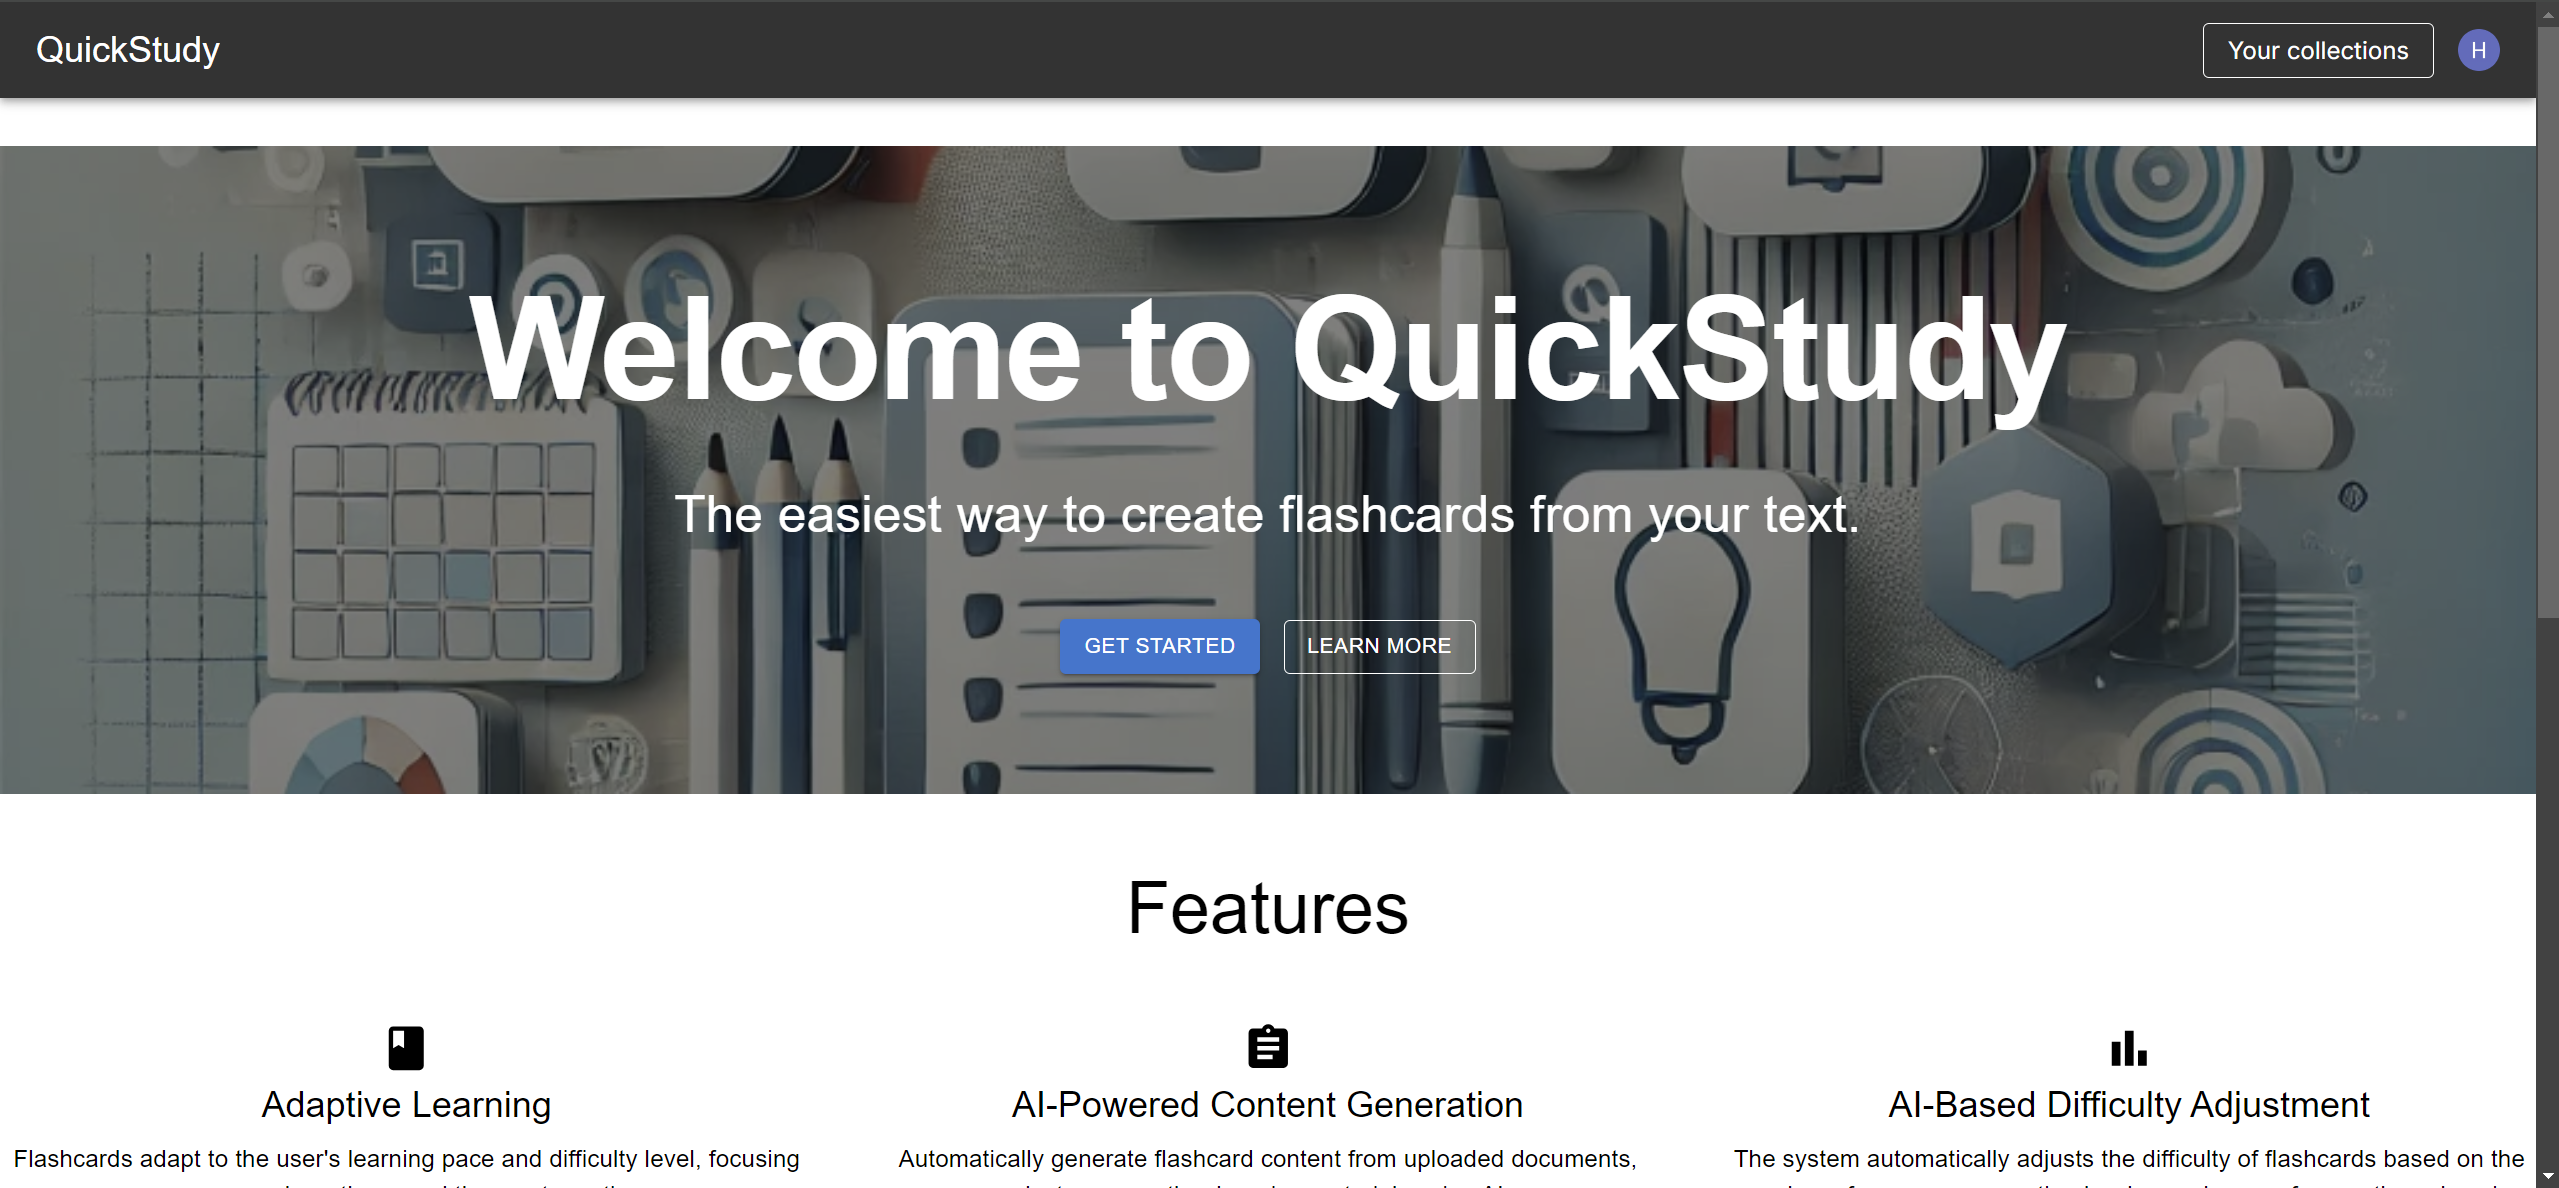 QuickStudy
Your collections
H
Welcome to QuickStudy
The easiest way to create flashcards from your text.
GET STARTED
LEARN MORE
Features
Adaptive Learning
Flashcards adapt to the user's learning pace and difficulty level, focusing
AI-Powered Content Generation
Automatically generate flashcard content from uploaded documents,
AI-Based Difficulty Adjustment
The system automatically adjusts the difficulty of flashcards based on the